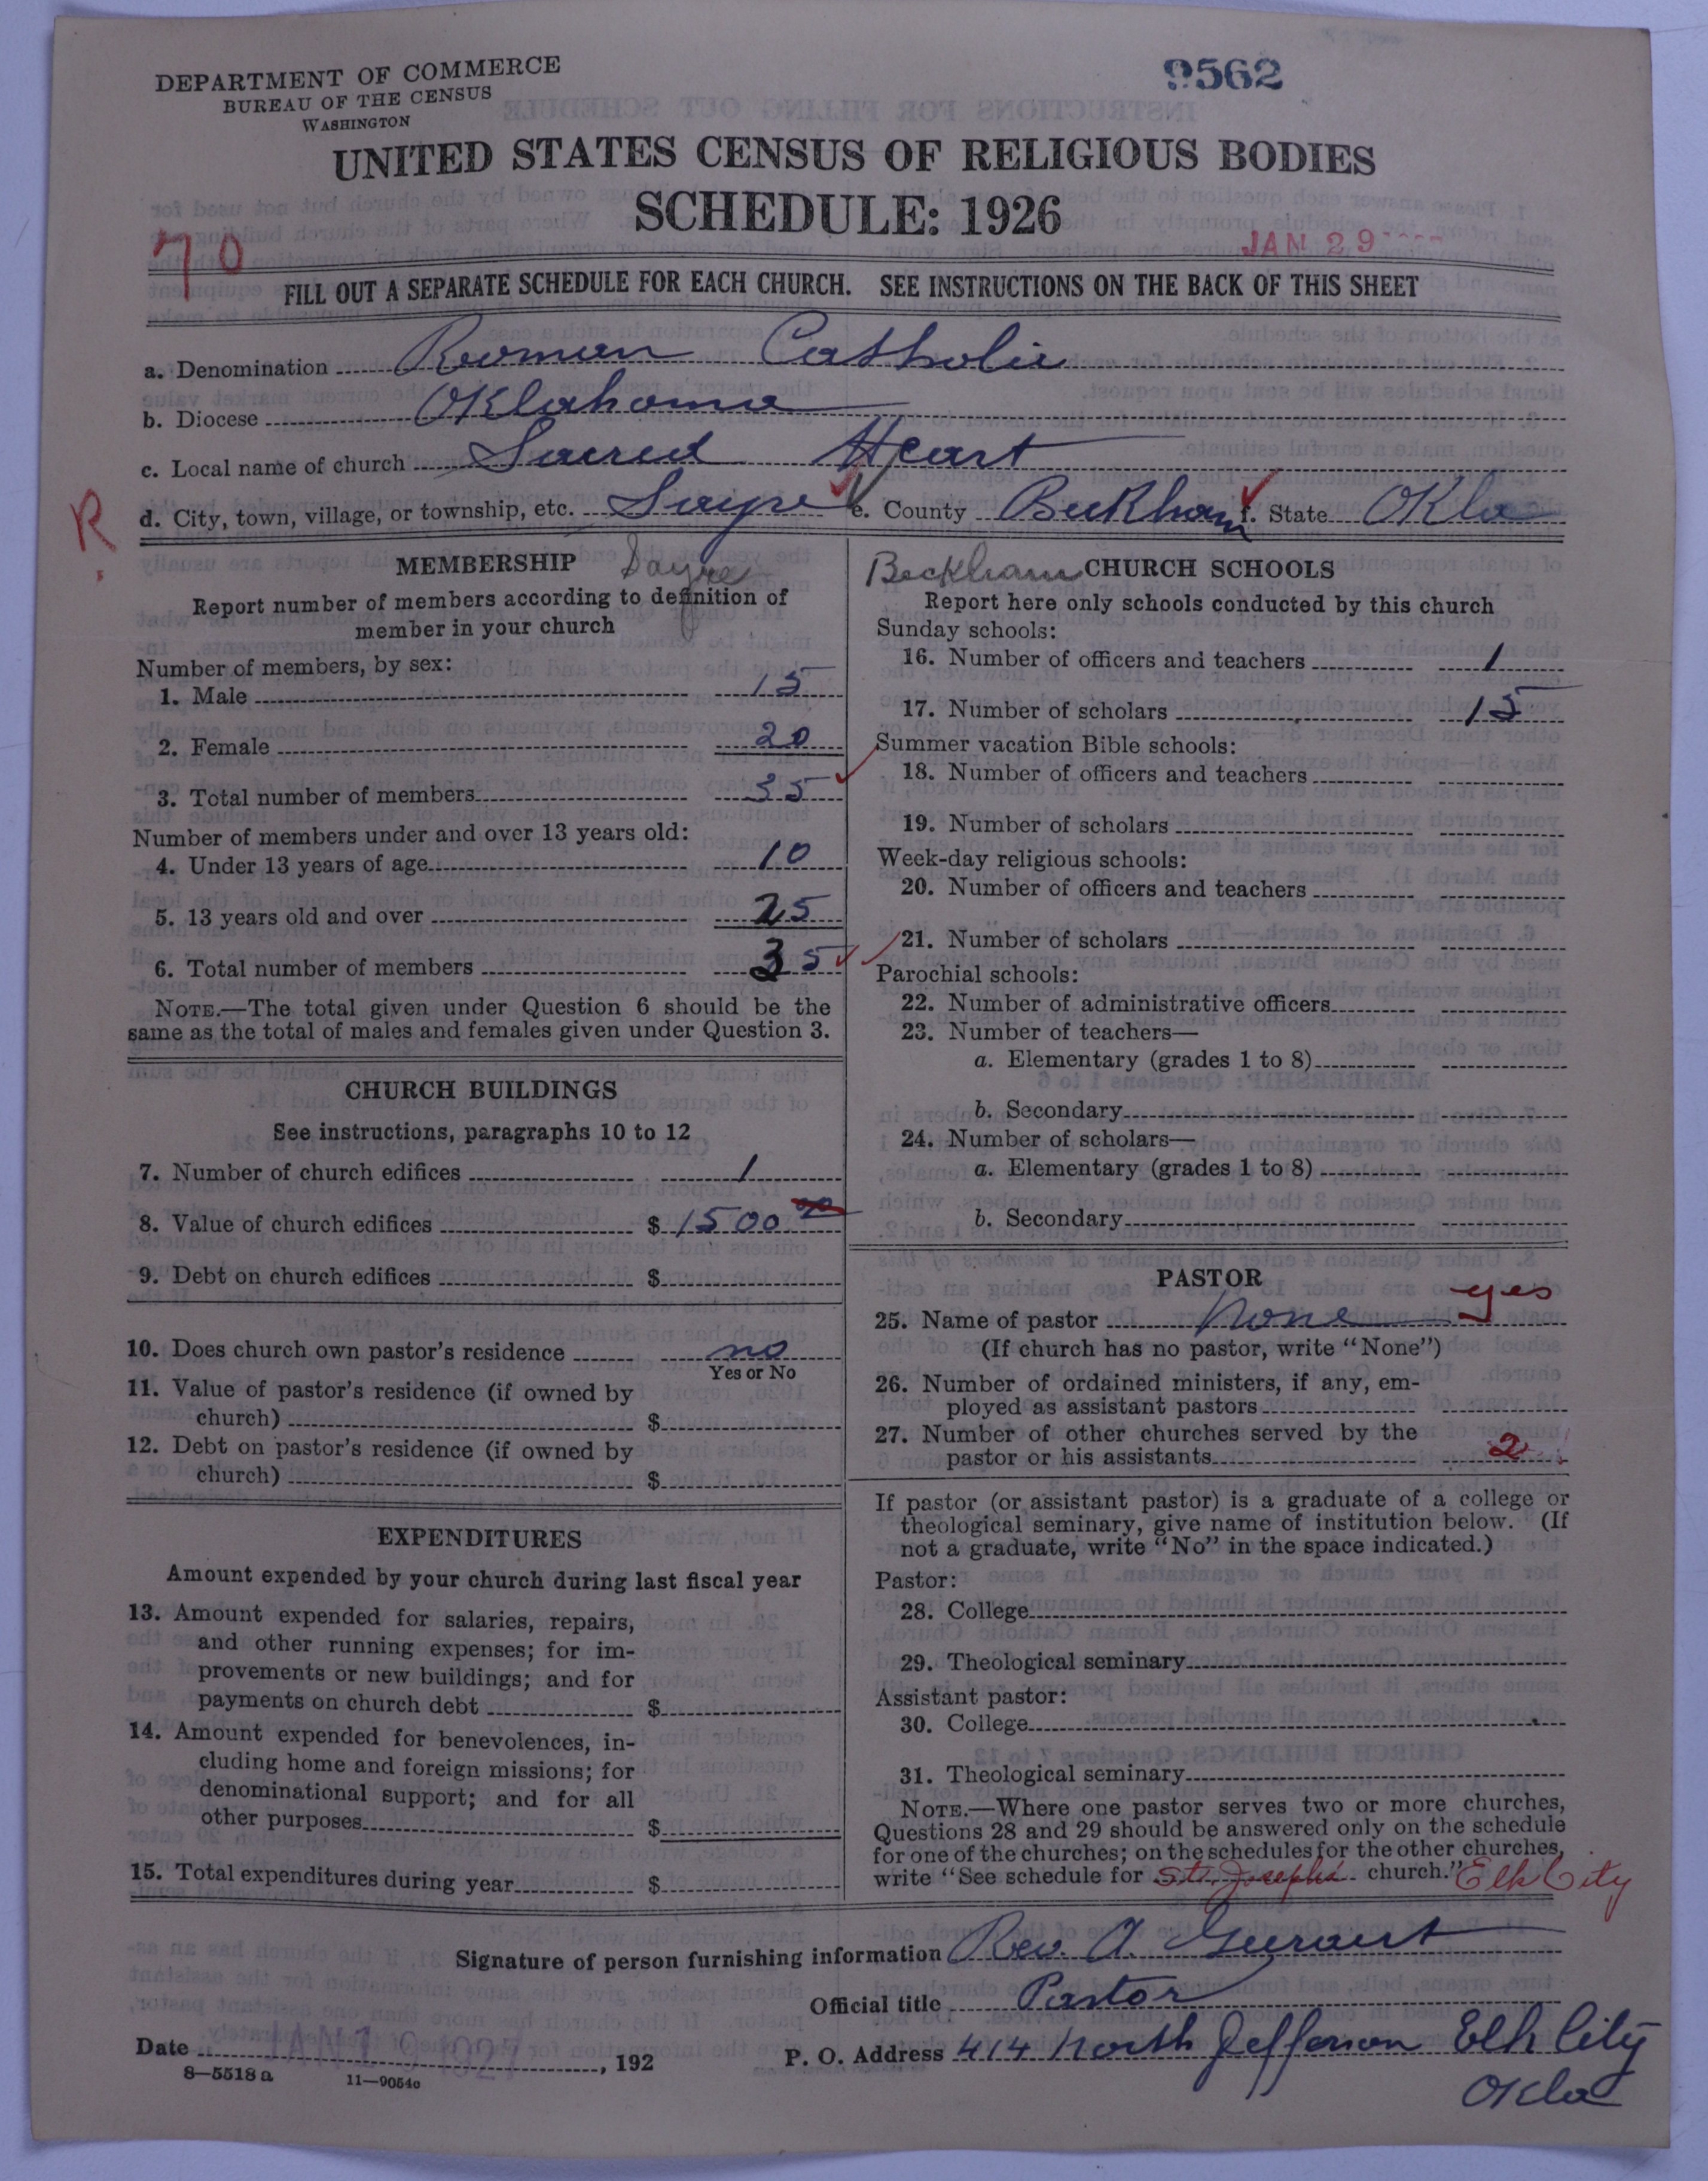 DEPARTMENT OF COMMERCE
BUREAU OF THE CENSUS
WASHINGTON
9562
UNITED STATES CENSUS OF RELIGIOUS BODIES
SCHEDULE: 1926
70
JAN 29
FILL OUT A SEPARATE SCHEDULE FOR EACH CHURCH. SEE INSTRUCTIONS ON THE BACK OF THIS SHEET
a. Denomination Roman Catholic
b. Diocese Oklahoma
c. Local name of church Sacred Heart
R d. City, town, village, or township, etc. Sayre e. County Beckham f. State Okla
MEMBERSHIP Sayre
Report number of members according to definition of
member in your church
Number of members, by sex:
1. Male 15
2. Female 20
3. Total number of members 35
Number of members under and over 13 years old:
4. Under 13 years of age 10
5. 13 years old and over 25
6. Total number of members 35
NOTE.—The total given under Question 6 should be the
same as the total of males and females given under Question 3.
CHURCH BUILDINGS
See instructions, paragraphs 10 to 12
7. Number of church edifices 1
8. Value of church edifices $ 1500 00
9. Debt on church edifices $
10. Does church own pastor's residence no
Yes or No
11. Value of pastor's residence (if owned by
church) $
12. Debt on pastor's residence (if owned by
church) $
EXPENDITURES
Amount expended by your church during last fiscal year
13. Amount expended for salaries, repairs,
and other running expenses; for im-
provements or new buildings; and for
payments on church debt $
14. Amount expended for benevolences, in-
cluding home and foreign missions; for
denominational support; and for all
other purposes $
15. Total expenditures during year $
Beckham CHURCH SCHOOLS
Report here only schools conducted by this church
Sunday schools:
16. Number of officers and teachers 1
17. Number of scholars 15
Summer vacation Bible schools:
18. Number of officers and teachers
19. Number of scholars
Week-day religious schools:
20. Number of officers and teachers
21. Number of scholars
Parochial schools:
22. Number of administrative officers
23. Number of teachers—
a. Elementary (grades 1 to 8)
b. Secondary
24. Number of scholars—
a. Elementary (grades 1 to 8)
b. Secondary
PASTOR
25. Name of pastor None yes
(If church has no pastor, write "None")
26. Number of ordained ministers, if any, em-
ployed as assistant pastors
27. Number of other churches served by the
pastor or his assistants 2
If pastor (or assistant pastor) is a graduate of a college or
theological seminary, give name of institution below. (If
not a graduate, write "No" in the space indicated.)
Pastor:
28. College
29. Theological seminary
Assistant pastor:
30. College
31. Theological seminary
NOTE.—Where one pastor serves two or more churches,
Questions 28 and 29 should be answered only on the schedule
for one of the churches; on the schedules for the other churches,
write "See schedule for St. Josephs church." Elk City
Signature of person furnishing information Rev. A. Guerant
Official title Pastor
Date JAN 10 1927, 192
P. O. Address 414 North Jefferson Elk City
Okla
8—5518 a 11—9054c